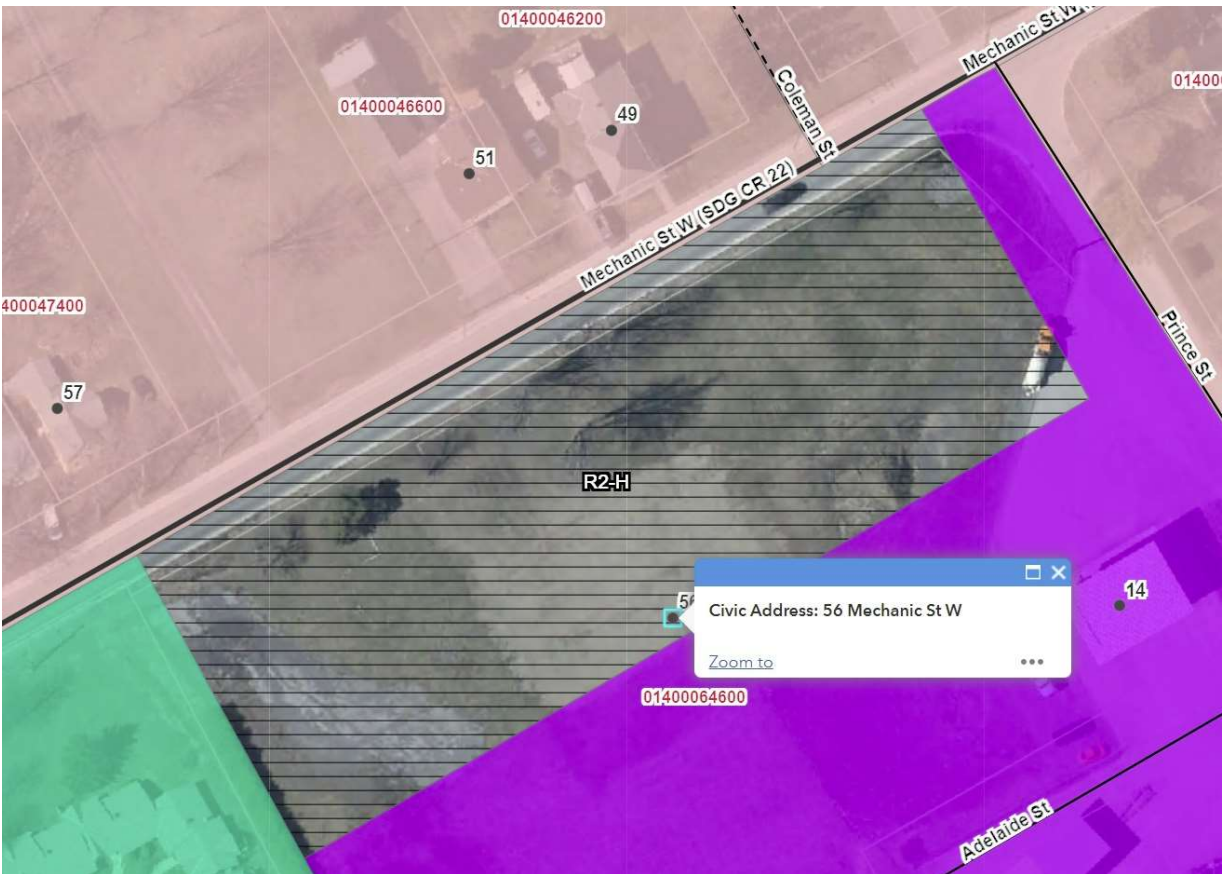 01400046200
Mechanic St W
01400046600
Coleman St
01400
49
51
Mechanic St W (SDG CR 22)
400047400
Prince St
57
R2-H
56
Civic Address: 56 Mechanic St W
14
Zoom to
01400064600
Adelaide St